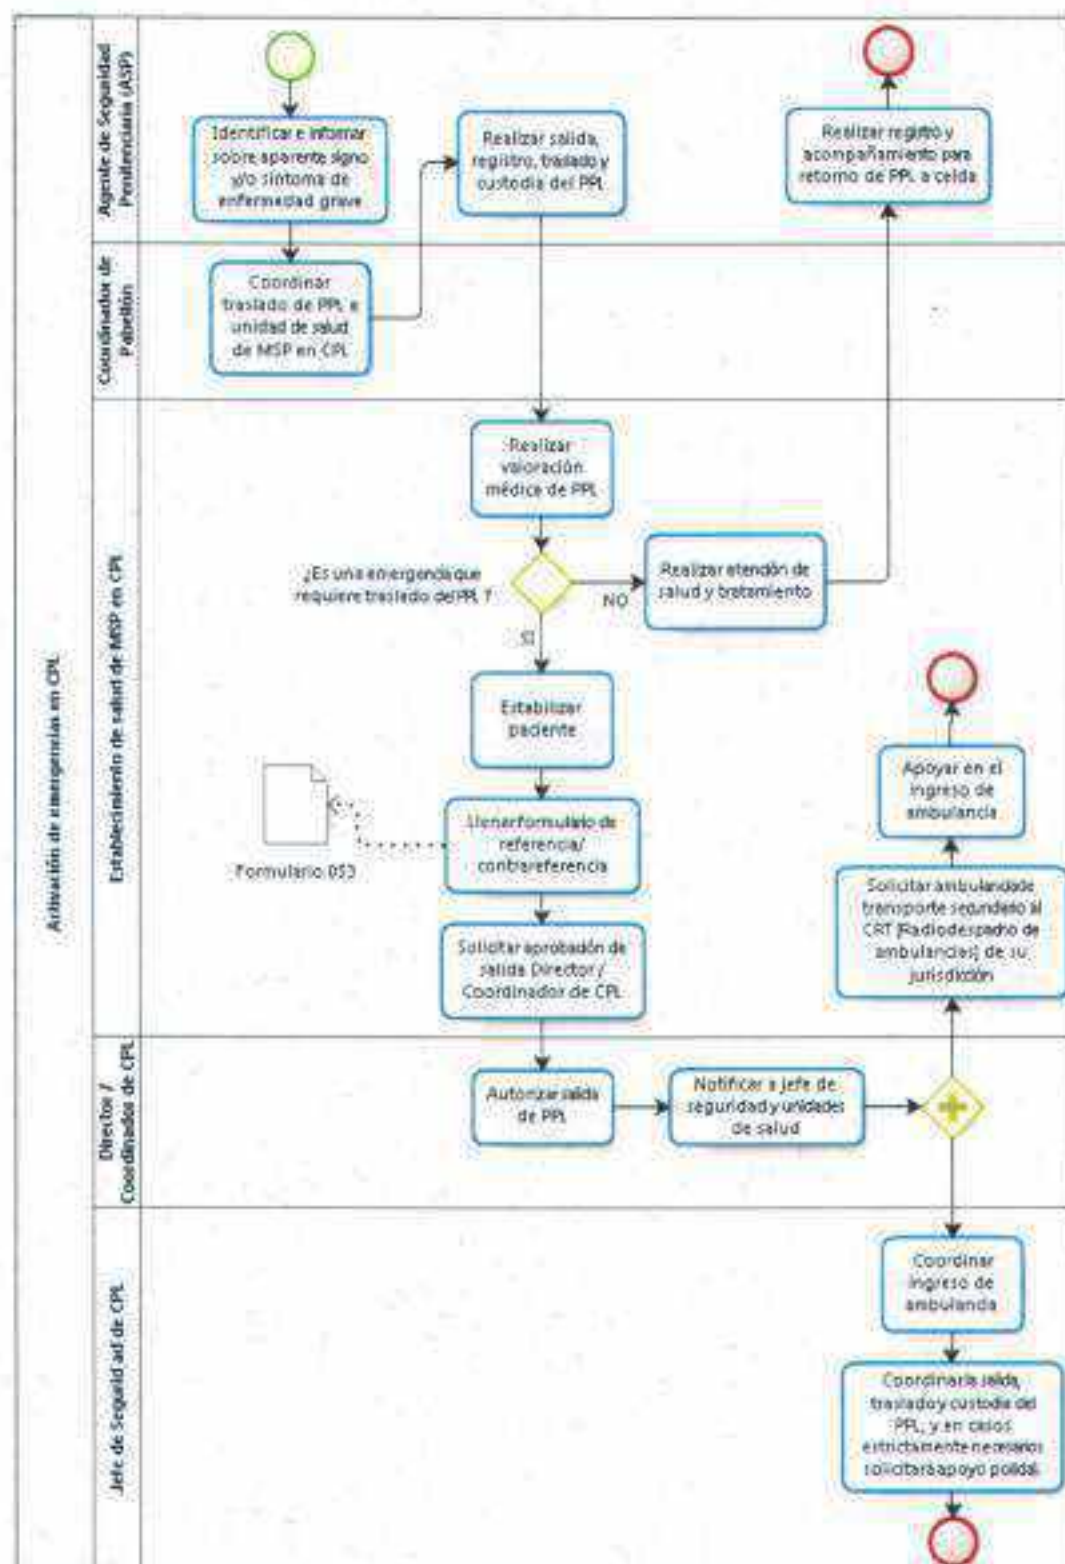 Activación de emergencias en CPL
Agente de Seguridad
Penitenciaria (ASP)
Identificar e informar
sobre aparente signo
y/o síntoma de
enfermedad grave
Realizar salida,
registro, traslado y
custodia del PPL
Realizar registro y
acompañamiento para
retorno de PPL a celda
Coordinador de
Pabellón
Coordinar
traslado de PPL a
unidad de salud
de MSP en CPL
Establecimiento de salud de MSP en CPL
Realizar
valoración
médica de PPL
¿Es una emergencia que
requiere traslado del PPL ?
NO
SI
Realizar atención de
salud y tratamiento
Estabilizar
paciente
Llenar formulario de
referencia/
contrareferencia
Formulario 053
Solicitar aprobación de
salida Director /
Coordinador de CPL
Apoyar en el
ingreso de
ambulancia
Solicitar ambulancia de
transporte secundario al
CRT (Radiodespacho de
ambulancias) de su
jurisdicción
Director /
Coordinador de CPL
Autorizar salida
de PPL
Notificar a jefe de
seguridad y unidades
de salud
Jefe de Seguridad de CPL
Coordinar
ingreso de
ambulancia
Coordinar la salida,
traslado y custodia del
PPL, y en casos
estrictamente necesarios
solicitará apoyo policial